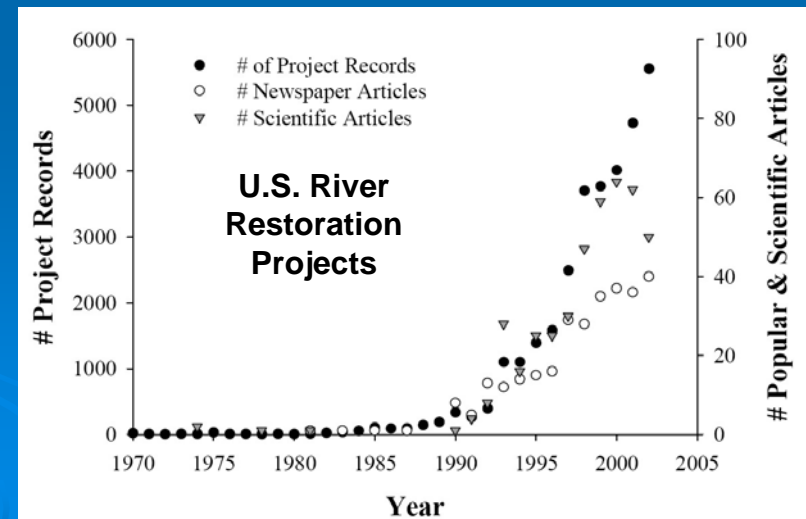 6000
5000
4000
3000
2000
1000
0
# Project Records
# of Project Records
# Newspaper Articles
# Scientific Articles
U.S. River
Restoration
Projects
100
80
60
40
20
0
# Popular & Scientific Articles
1970 1975 1980 1985 1990 1995 2000 2005
Year